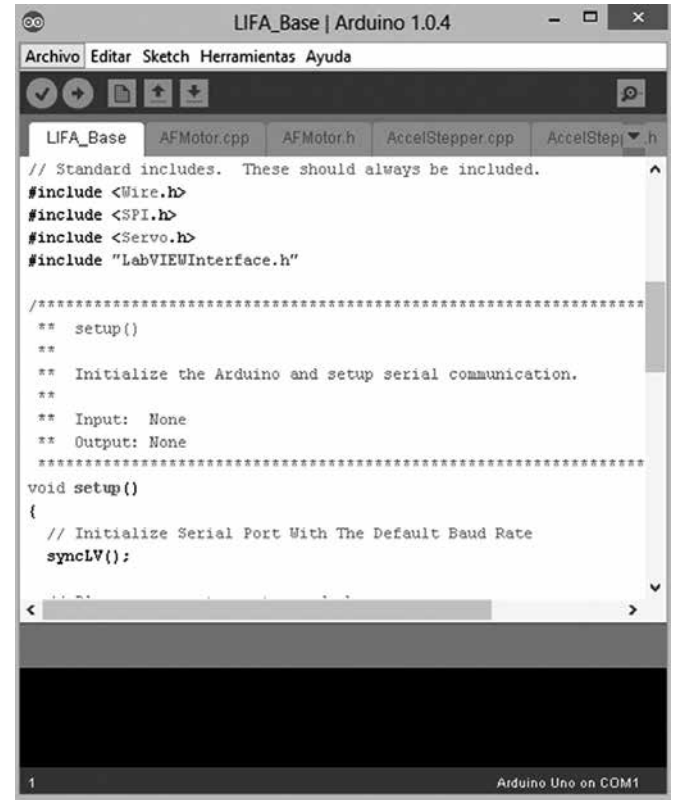 LIFA_Base | Arduino 1.0.4
Archivo Editar Sketch Herramientas Ayuda
LIFA_Base AFMotor.cpp AFMotor.h AccelStepper.cpp AccelStep .h
// Standard includes.  These should always be included.
#include <Wire.h>
#include <SPI.h>
#include <Servo.h>
#include "LabVIEWInterface.h"
/*****************************************************************
**  setup()
**
**  Initialize the Arduino and setup serial communication.
**
**  Input:  None
**  Output: None
*****************************************************************
void setup()
{
// Initialize Serial Port With The Default Baud Rate
syncLV();
1 Arduino Uno on COM1